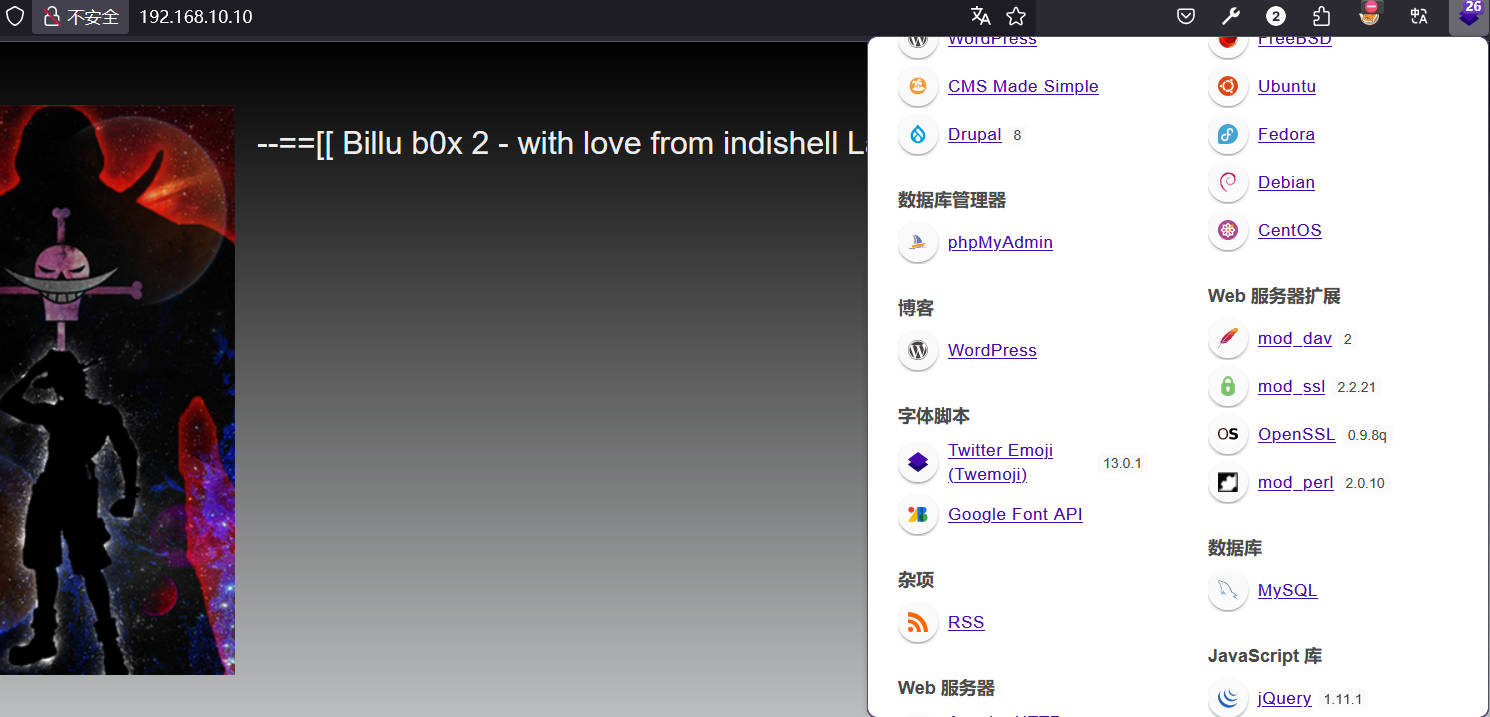 不安全 192.168.10.10
2
26
--==[[ Billu b0x 2 - with love from indishell L
WordPress
CMS Made Simple
Drupal 8
数据库管理器
phpMyAdmin
博客
WordPress
字体脚本
Twitter Emoji
(Twemoji) 13.0.1
Google Font API
杂项
RSS
Web 服务器
FreeBSD
Ubuntu
Fedora
Debian
CentOS
Web 服务器扩展
mod_dav 2
mod_ssl 2.2.21
OpenSSL 0.9.8q
mod_perl 2.0.10
数据库
MySQL
JavaScript 库
jQuery 1.11.1